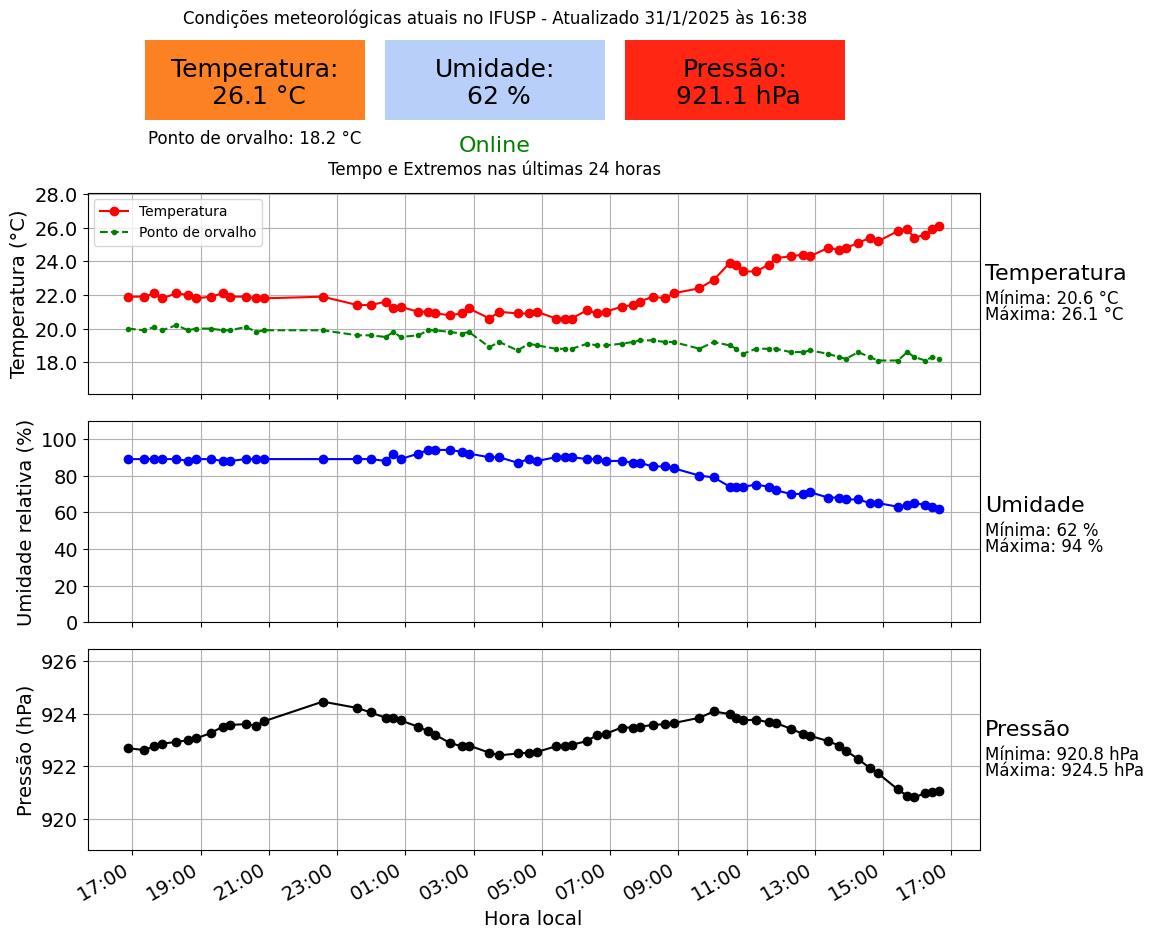 Condições meteorológicas atuais no IFUSP - Atualizado 31/1/2025 às 16:38
Temperatura:
26.1 °C
Umidade:
62 %
Pressão:
921.1 hPa
Ponto de orvalho: 18.2 °C
Online
Tempo e Extremos nas últimas 24 horas
Temperatura (°C)
28.0
26.0
24.0
22.0
20.0
18.0
Temperatura
Ponto de orvalho
Temperatura
Mínima: 20.6 °C
Máxima: 26.1 °C
Umidade relativa (%)
100
80
60
40
20
0
Umidade
Mínima: 62 %
Máxima: 94 %
Pressão (hPa)
926
924
922
920
Pressão
Mínima: 920.8 hPa
Máxima: 924.5 hPa
17:00
19:00
21:00
23:00
01:00
03:00
05:00
07:00
09:00
11:00
13:00
15:00
17:00
Hora local